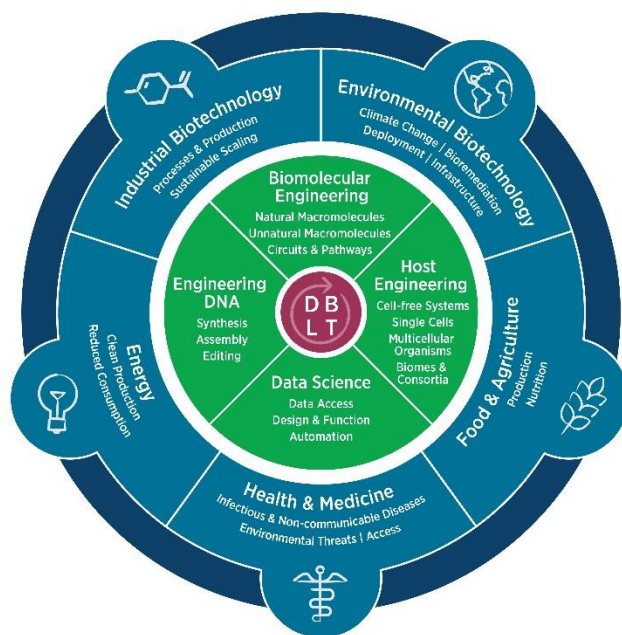 Industrial Biotechnology
Processes & Production
Sustainable Scaling
Environmental Biotechnology
Climate Change | Bioremediation
Deployment | Infrastructure
Biomolecular
Engineering
Natural Macromolecules
Unnatural Macromolecules
Circuits & Pathways
Engineering
DNA
Synthesis
Assembly
Editing
D B
L T
Host
Engineering
Cell-free Systems
Single Cells
Multicellular
Organisms
Biomes &
Consortia
Data Science
Data Access
Design & Function
Automation
Energy
Clean Production
Reduced Consumption
Food & Agriculture
Production
Nutrition
Health & Medicine
Infectious & Non-communicable Diseases
Environmental Threats | Access